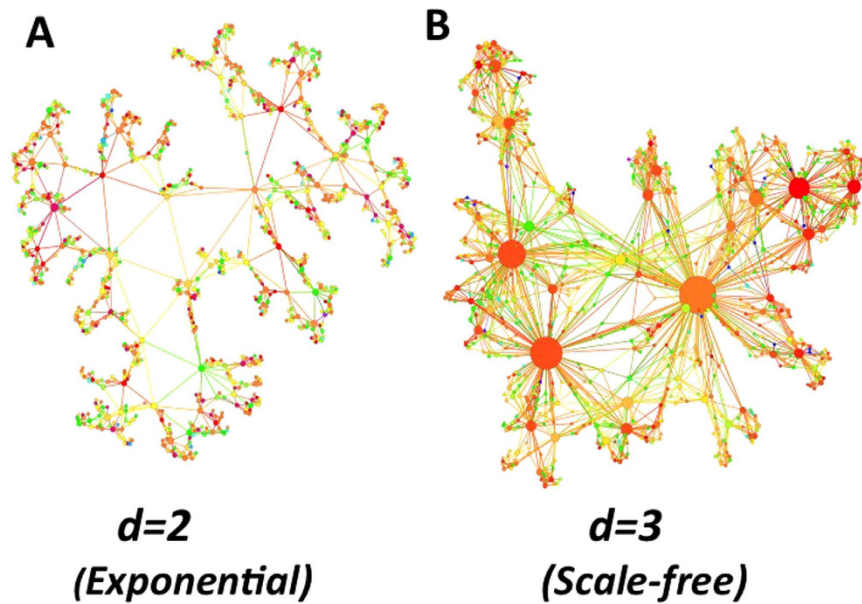 A
B
d=2
d=3
(Exponential)
(Scale-free)